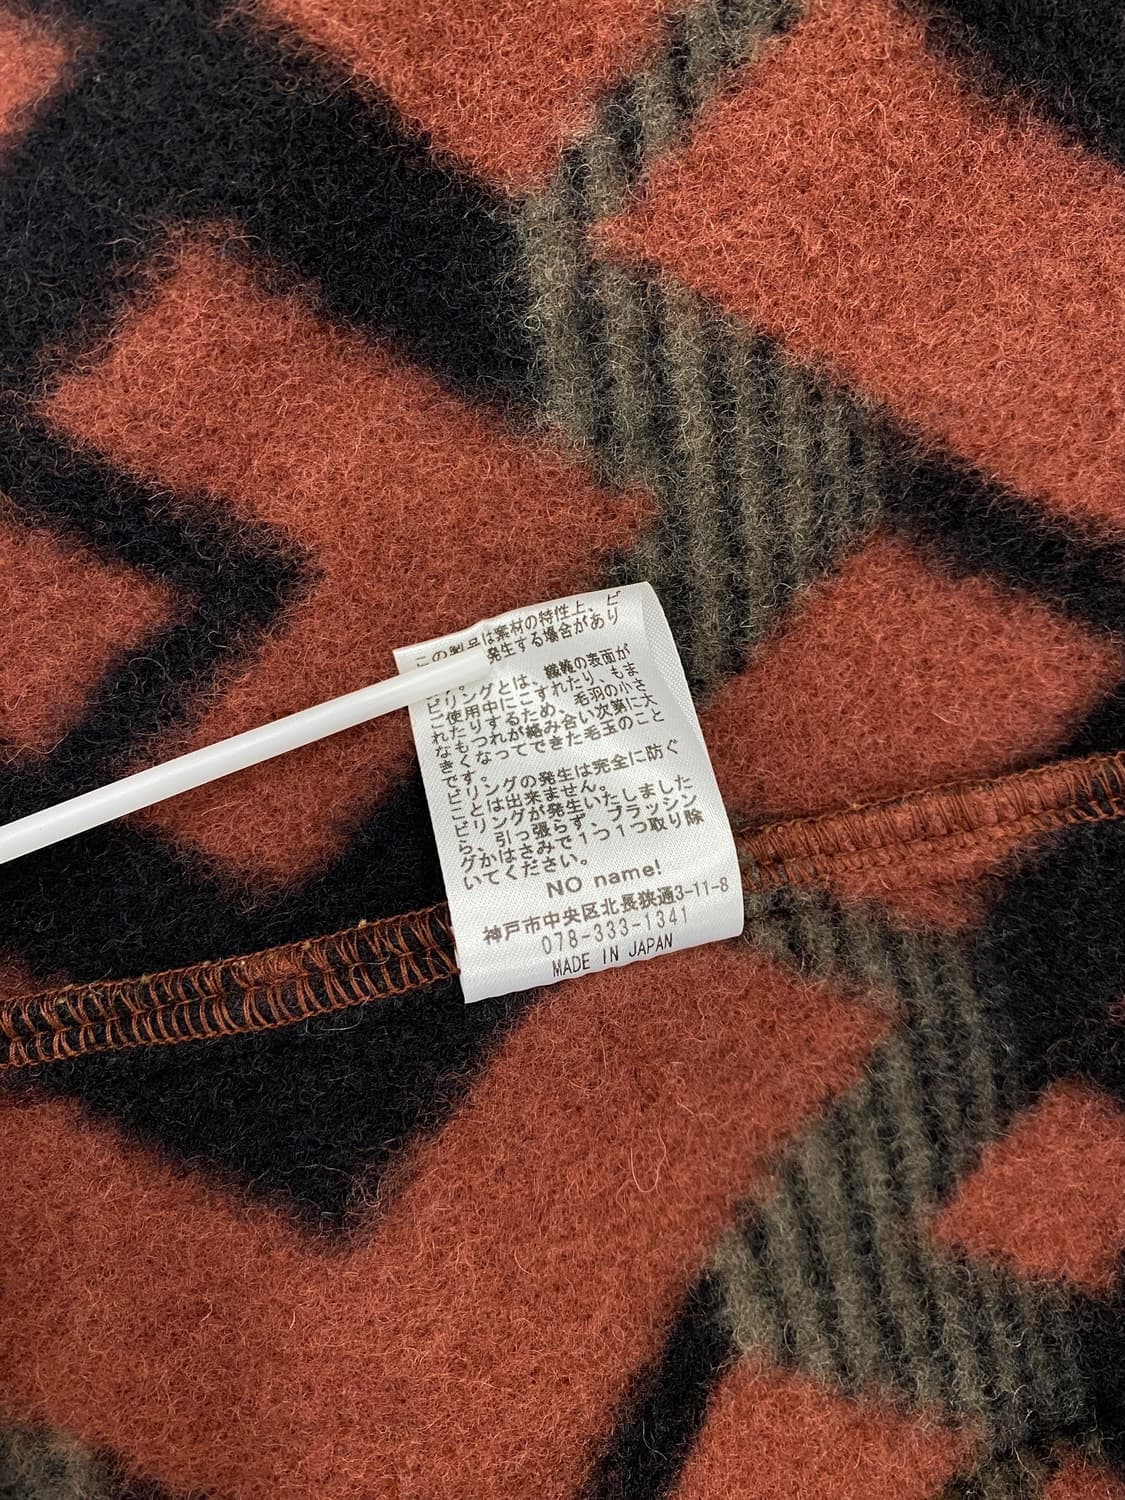 この製品は素材の特性上、ピ
発生する場合があり
す。
ピリングとは、繊維の表面が
ご使用中にこすれたり、もま
れたりするため、毛羽の小さ
なもつれが絡み合い次第に大
きくなってできた毛玉のこと
です。
ピリングの発生は完全に防ぐ
ことは出来ません。
ピリングが発生いたしました
ら、引っ張らず、ブラッシン
グかはさみで1つ1つ取り除
いてください。
NO name!
神戸市中央区北長狭通3-11-8
078-333-1341
MADE IN JAPAN